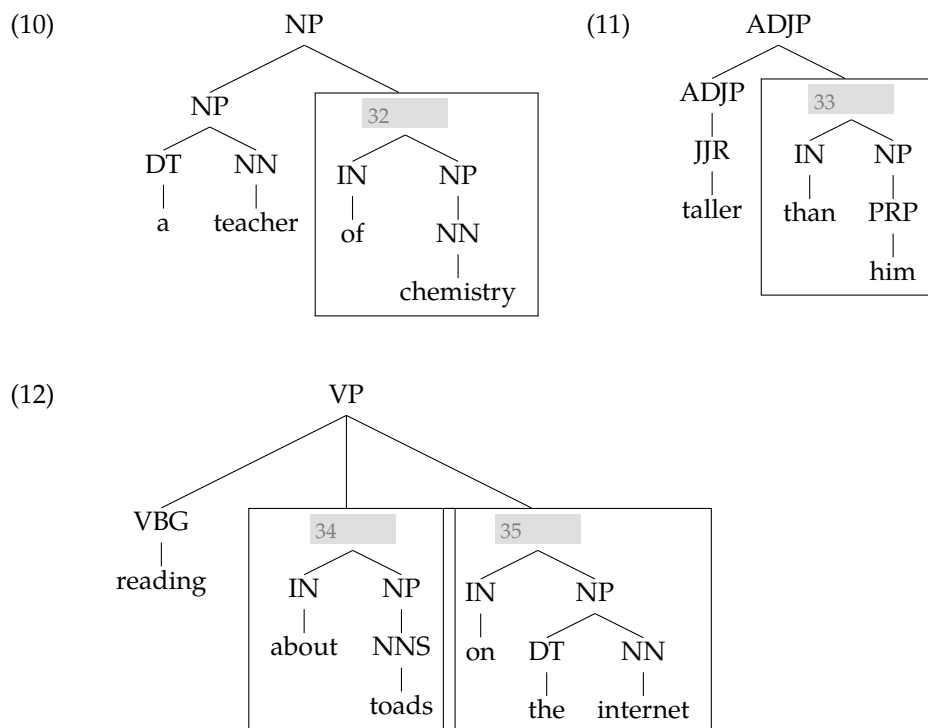 (10) NP (11) ADJP
NP 32 ADJP 33
DT NN IN NP JJR IN NP
a teacher of NN taller than PRP
chemistry him
(12) VP
VBG 34 35
reading IN NP IN NP
about NNS on DT NN
toads the internet